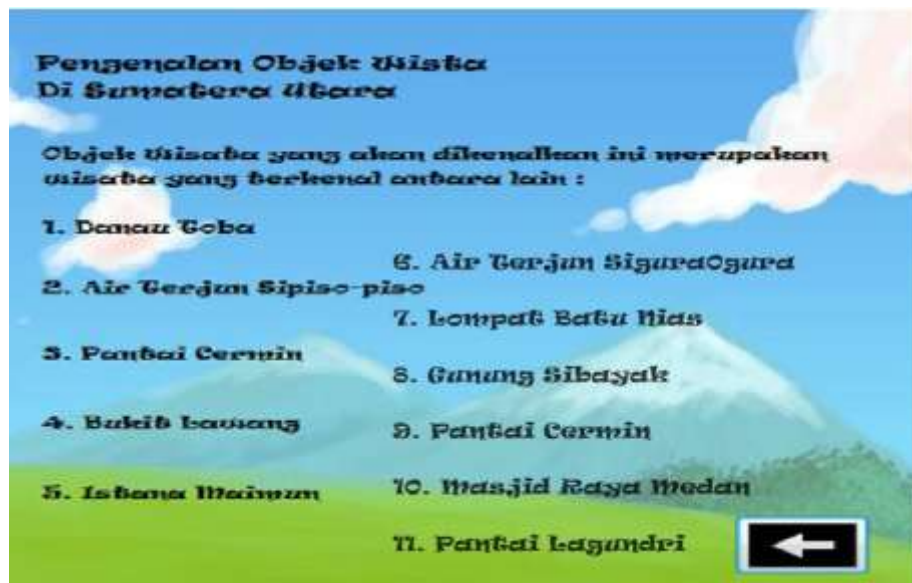 Pengenalan Objek Wista
Di Sumatera Utara
Objek Wisata yang akan dikenalkan ini merupakan
wisata yang terkenal antara lain :
1. Danau Toba
2. Air Terjun Sipiso-piso
3. Pantai Cermin
4. Bukit Lawang
5. Istana Maimun
6. Air Terjun SiguraOgura
7. Lompat Batu Nias
8. Gunung Sibayak
9. Pantai Cermin
10. Masjid Raya Medan
11. Pantai Lagundri